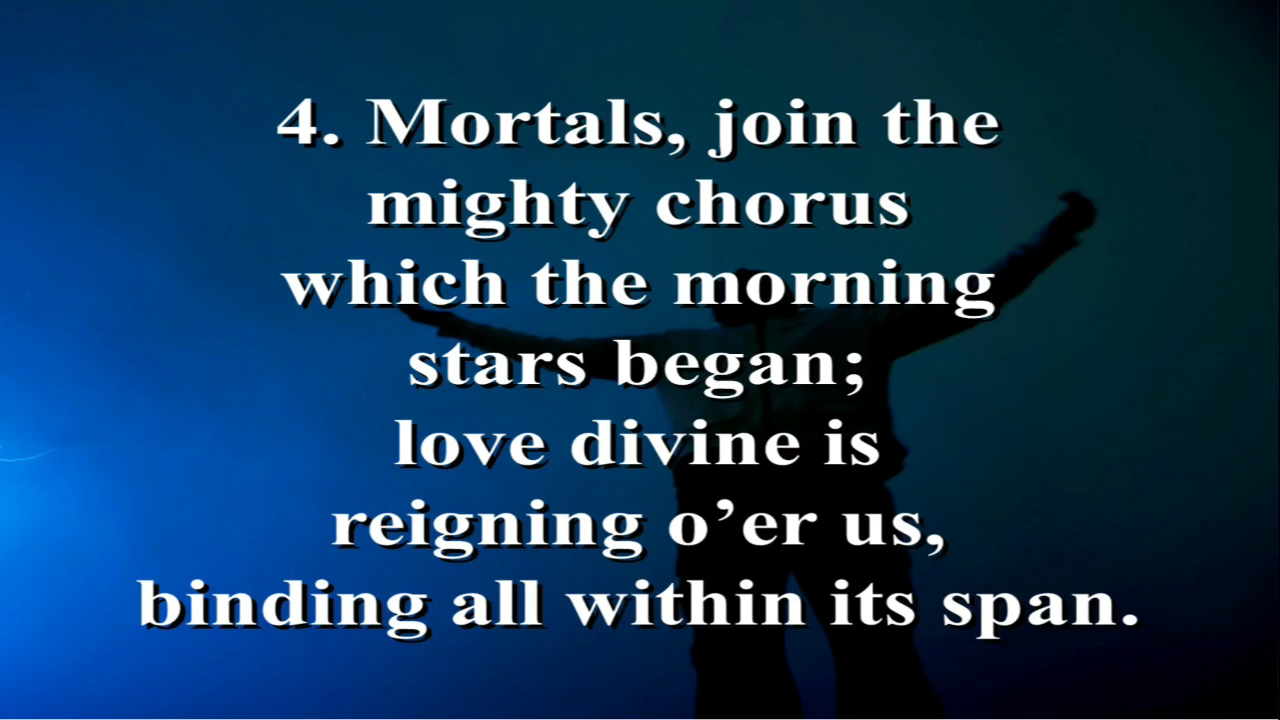 4. Mortals, join the
mighty chorus
which the morning
stars began;
love divine is
reigning o’er us,
binding all within its span.